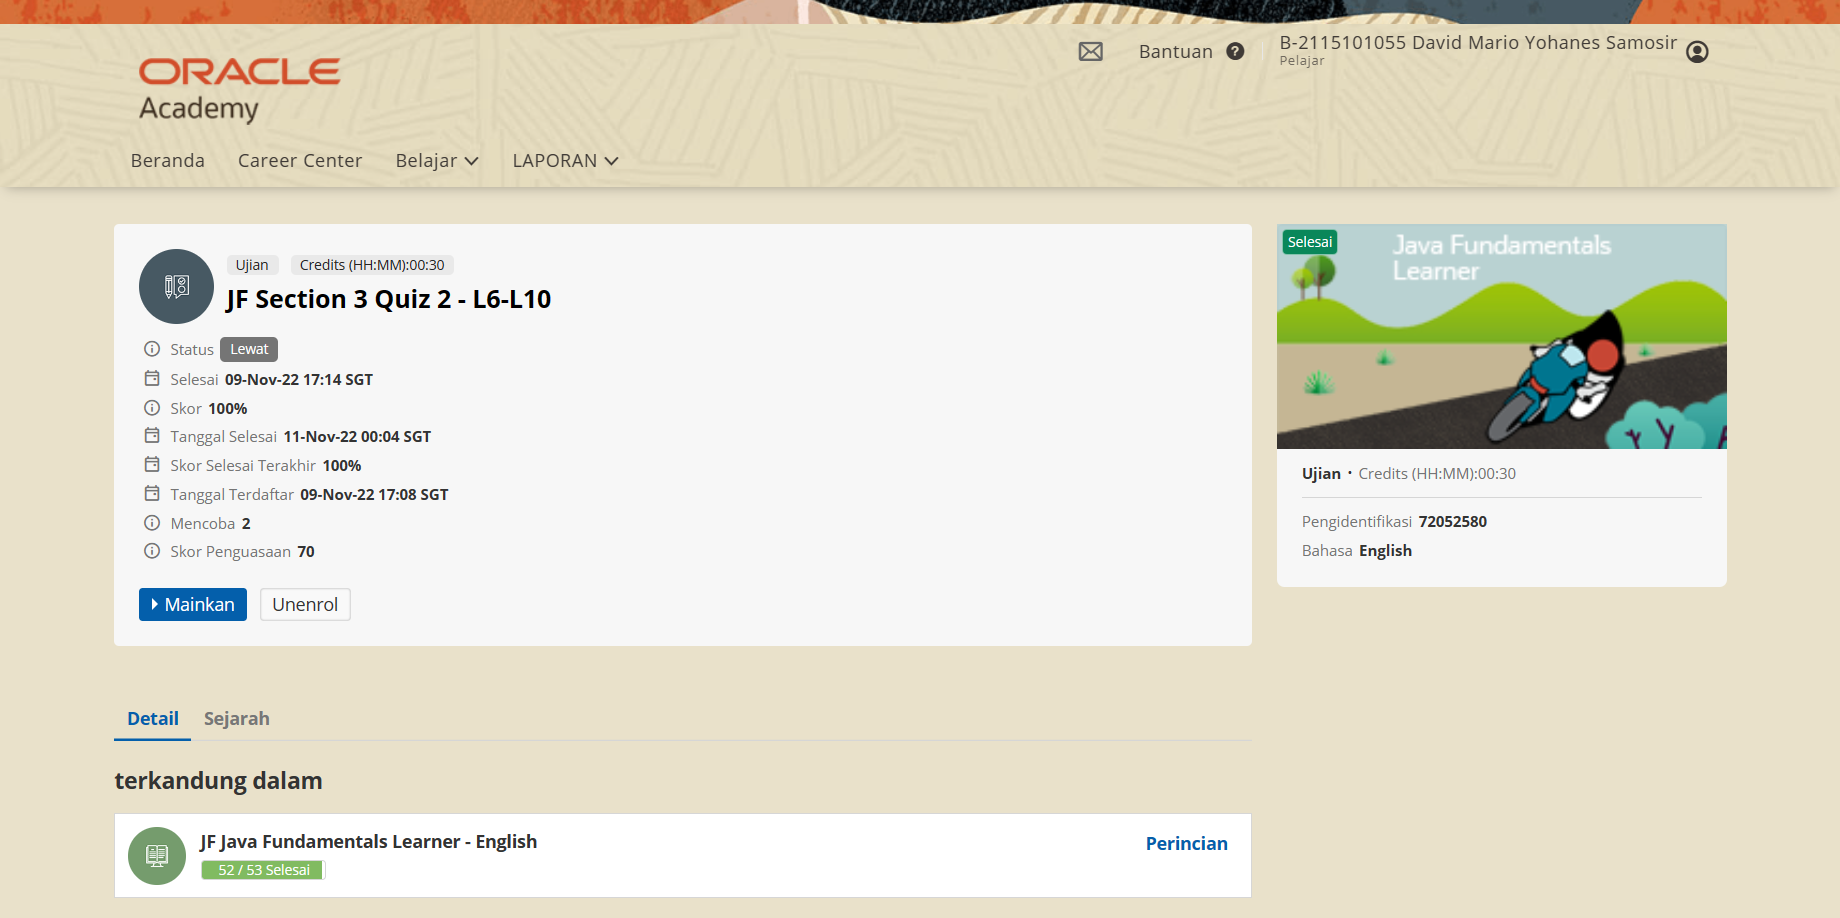 ORACLE
Academy
Bantuan ?
B-2115101055 David Mario Yohanes Samosir
Pelajar
Beranda
Career Center
Belajar
LAPORAN
Ujian
Credits (HH:MM):00:30
JF Section 3 Quiz 2 - L6-L10
Status Lewat
Selesai 09-Nov-22 17:14 SGT
Skor 100%
Tanggal Selesai 11-Nov-22 00:04 SGT
Skor Selesai Terakhir 100%
Tanggal Terdaftar 09-Nov-22 17:08 SGT
Mencoba 2
Skor Penguasaan 70
Mainkan
Unenrol
Selesai
Java Fundamentals
Learner
Ujian · Credits (HH:MM):00:30
Pengidentifikasi 72052580
Bahasa English
Detail
Sejarah
terkandung dalam
JF Java Fundamentals Learner - English
52 / 53 Selesai
Perincian